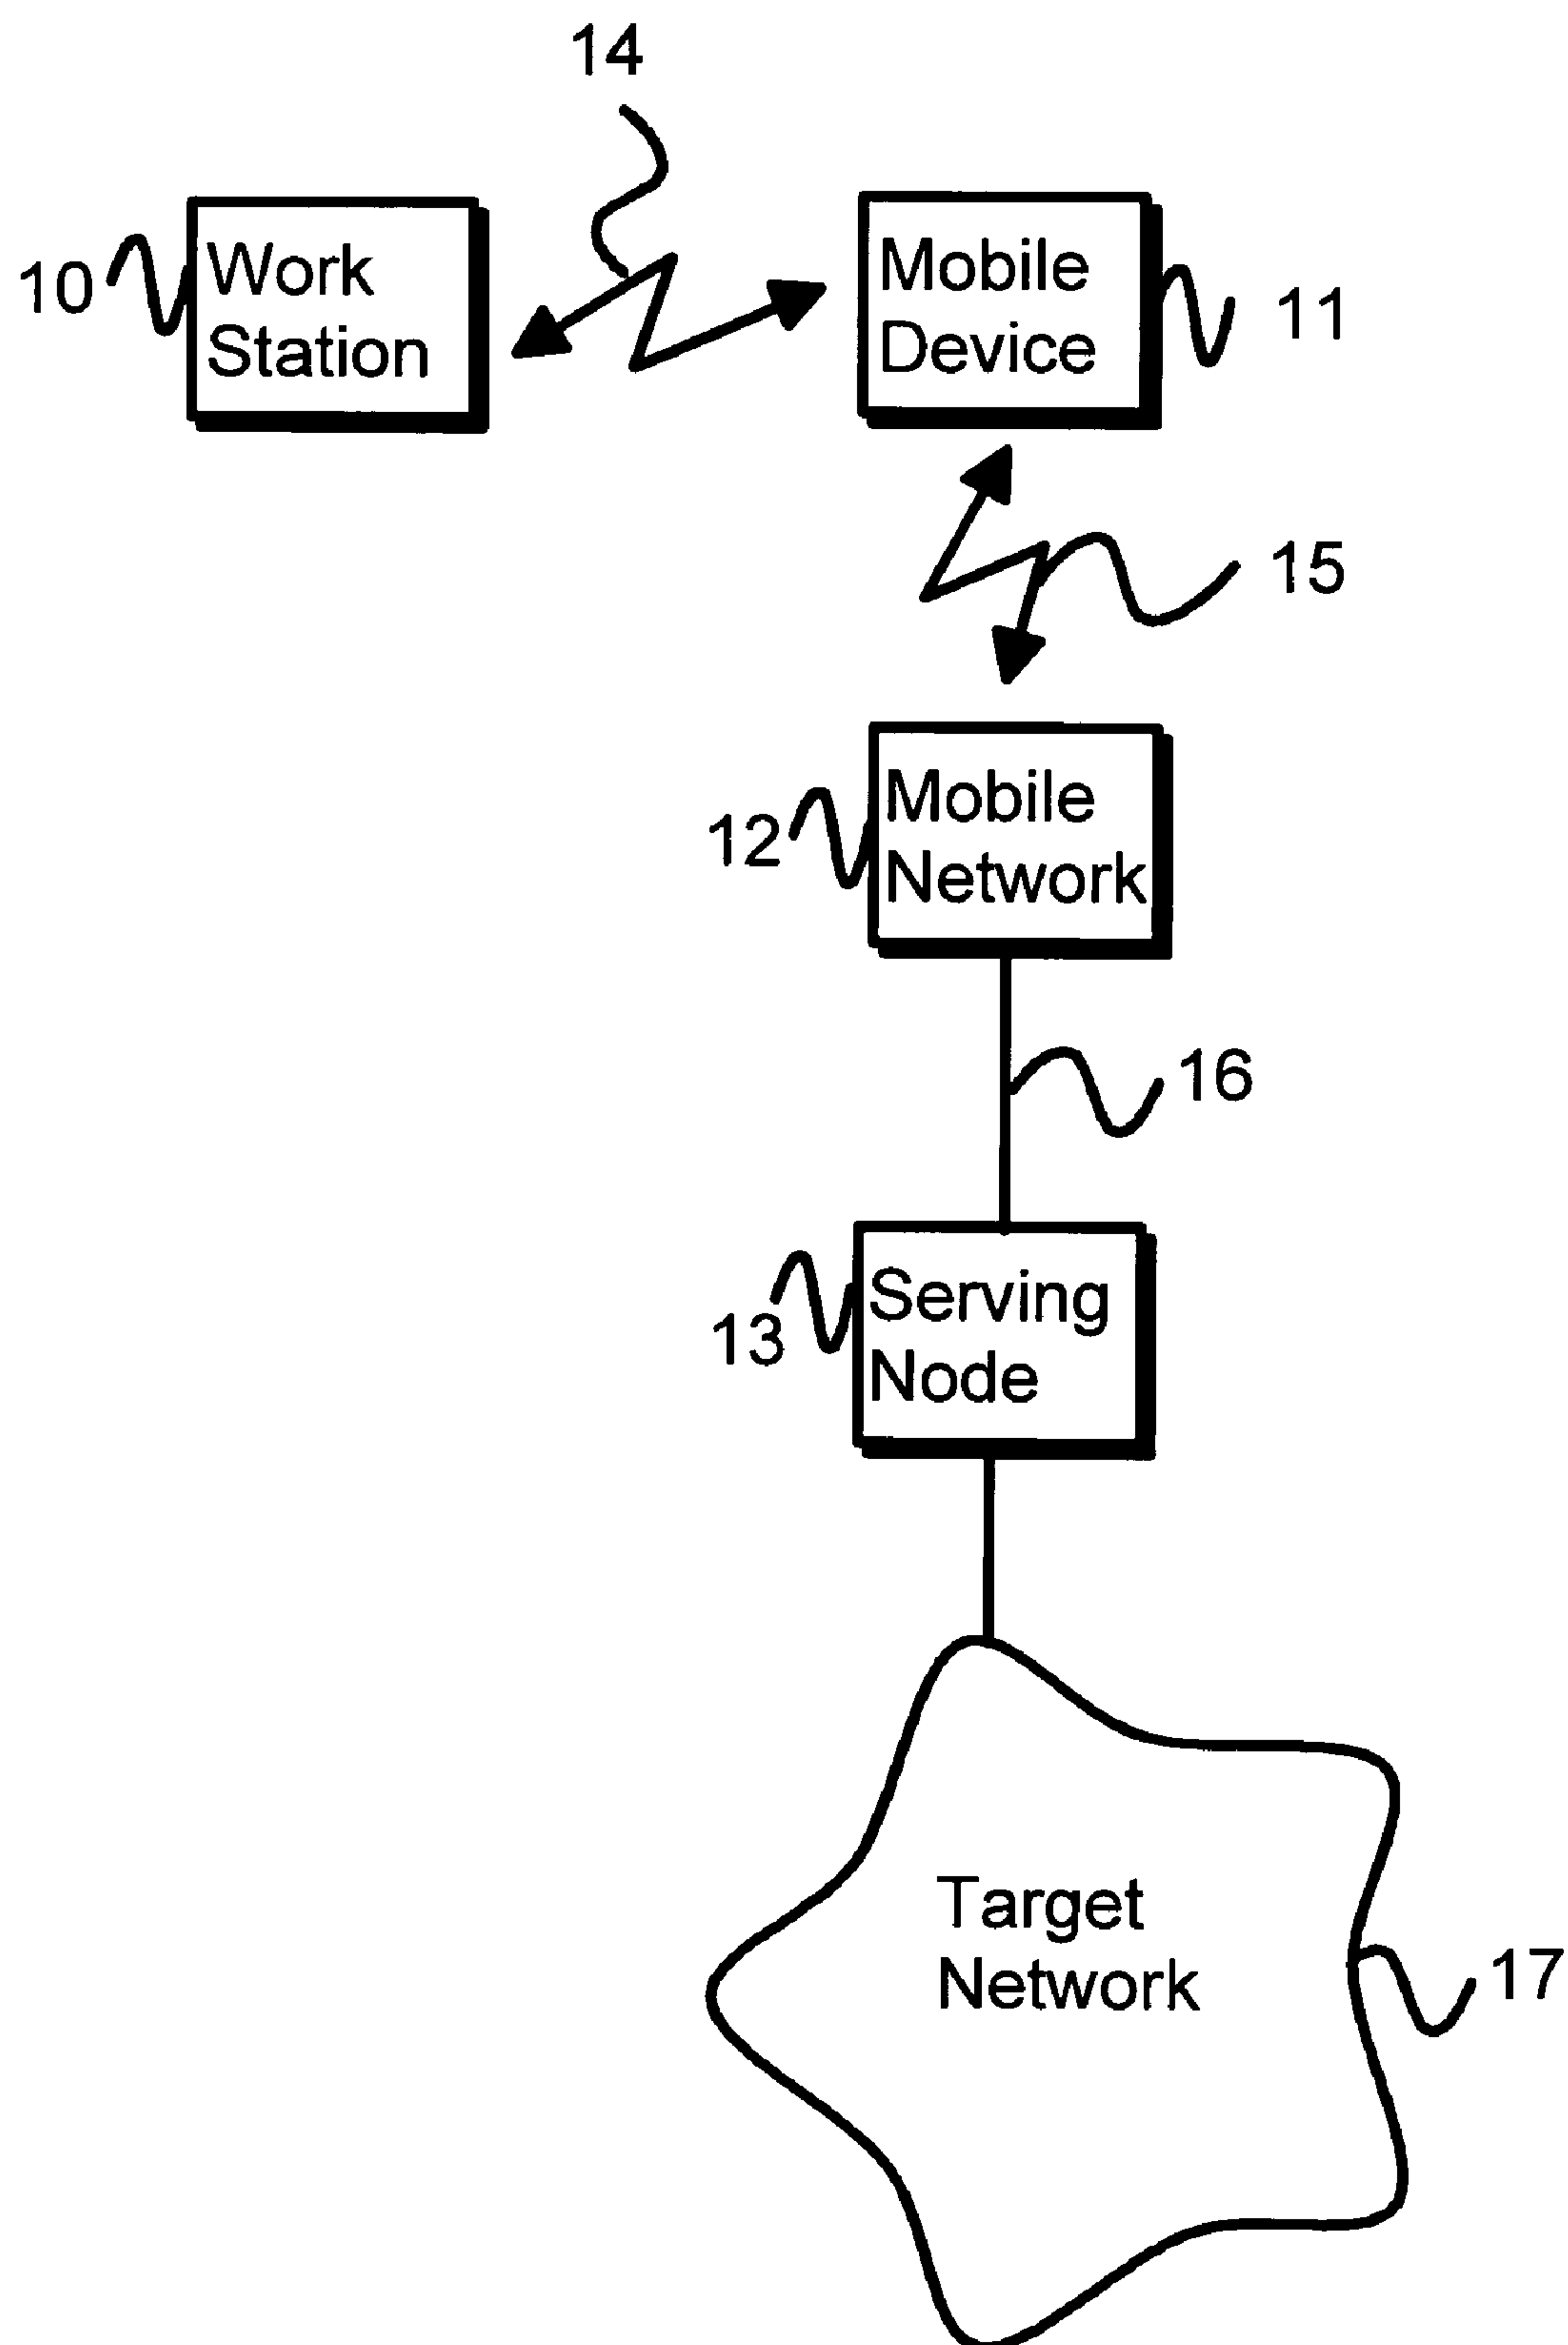 14
10
Work
Station
Mobile
Device
11
15
12
Mobile
Network
16
13
Serving
Node
Target
Network
17